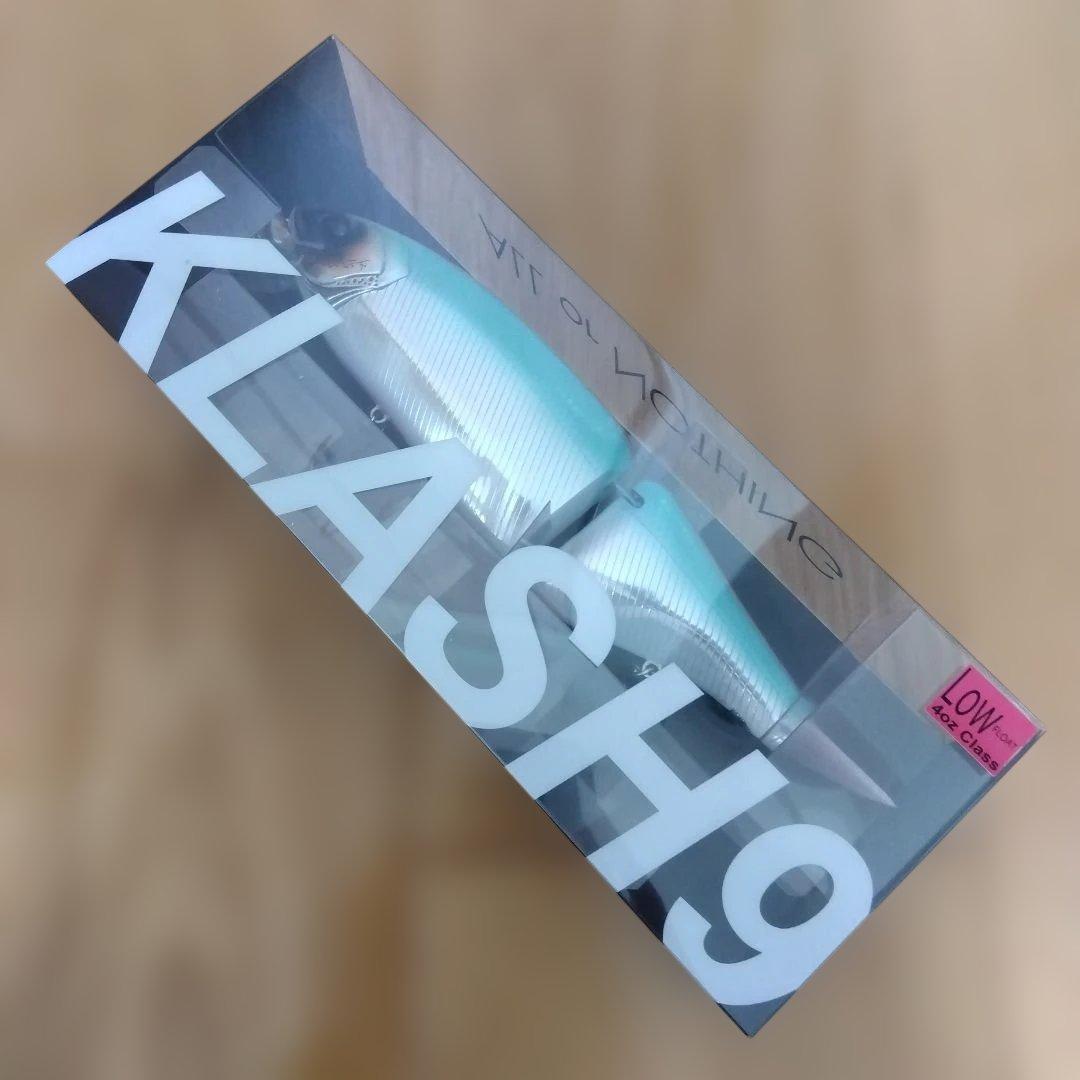 KLASH9
ALL or NOTHING
LOW FLOAT
4oz Class